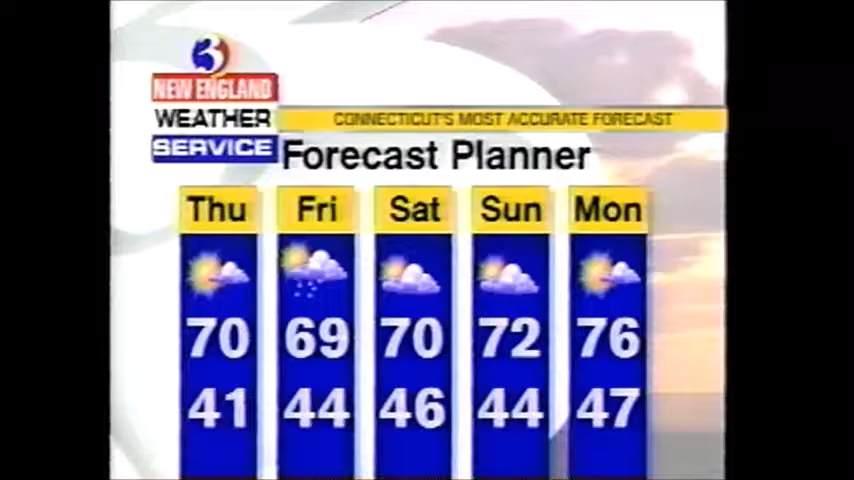 3
NEW ENGLAND
WEATHER
SERVICE
CONNECTICUT'S MOST ACCURATE FORECAST
Forecast Planner
Thu Fri Sat Sun Mon
70 69 70 72 76
41 44 46 44 47